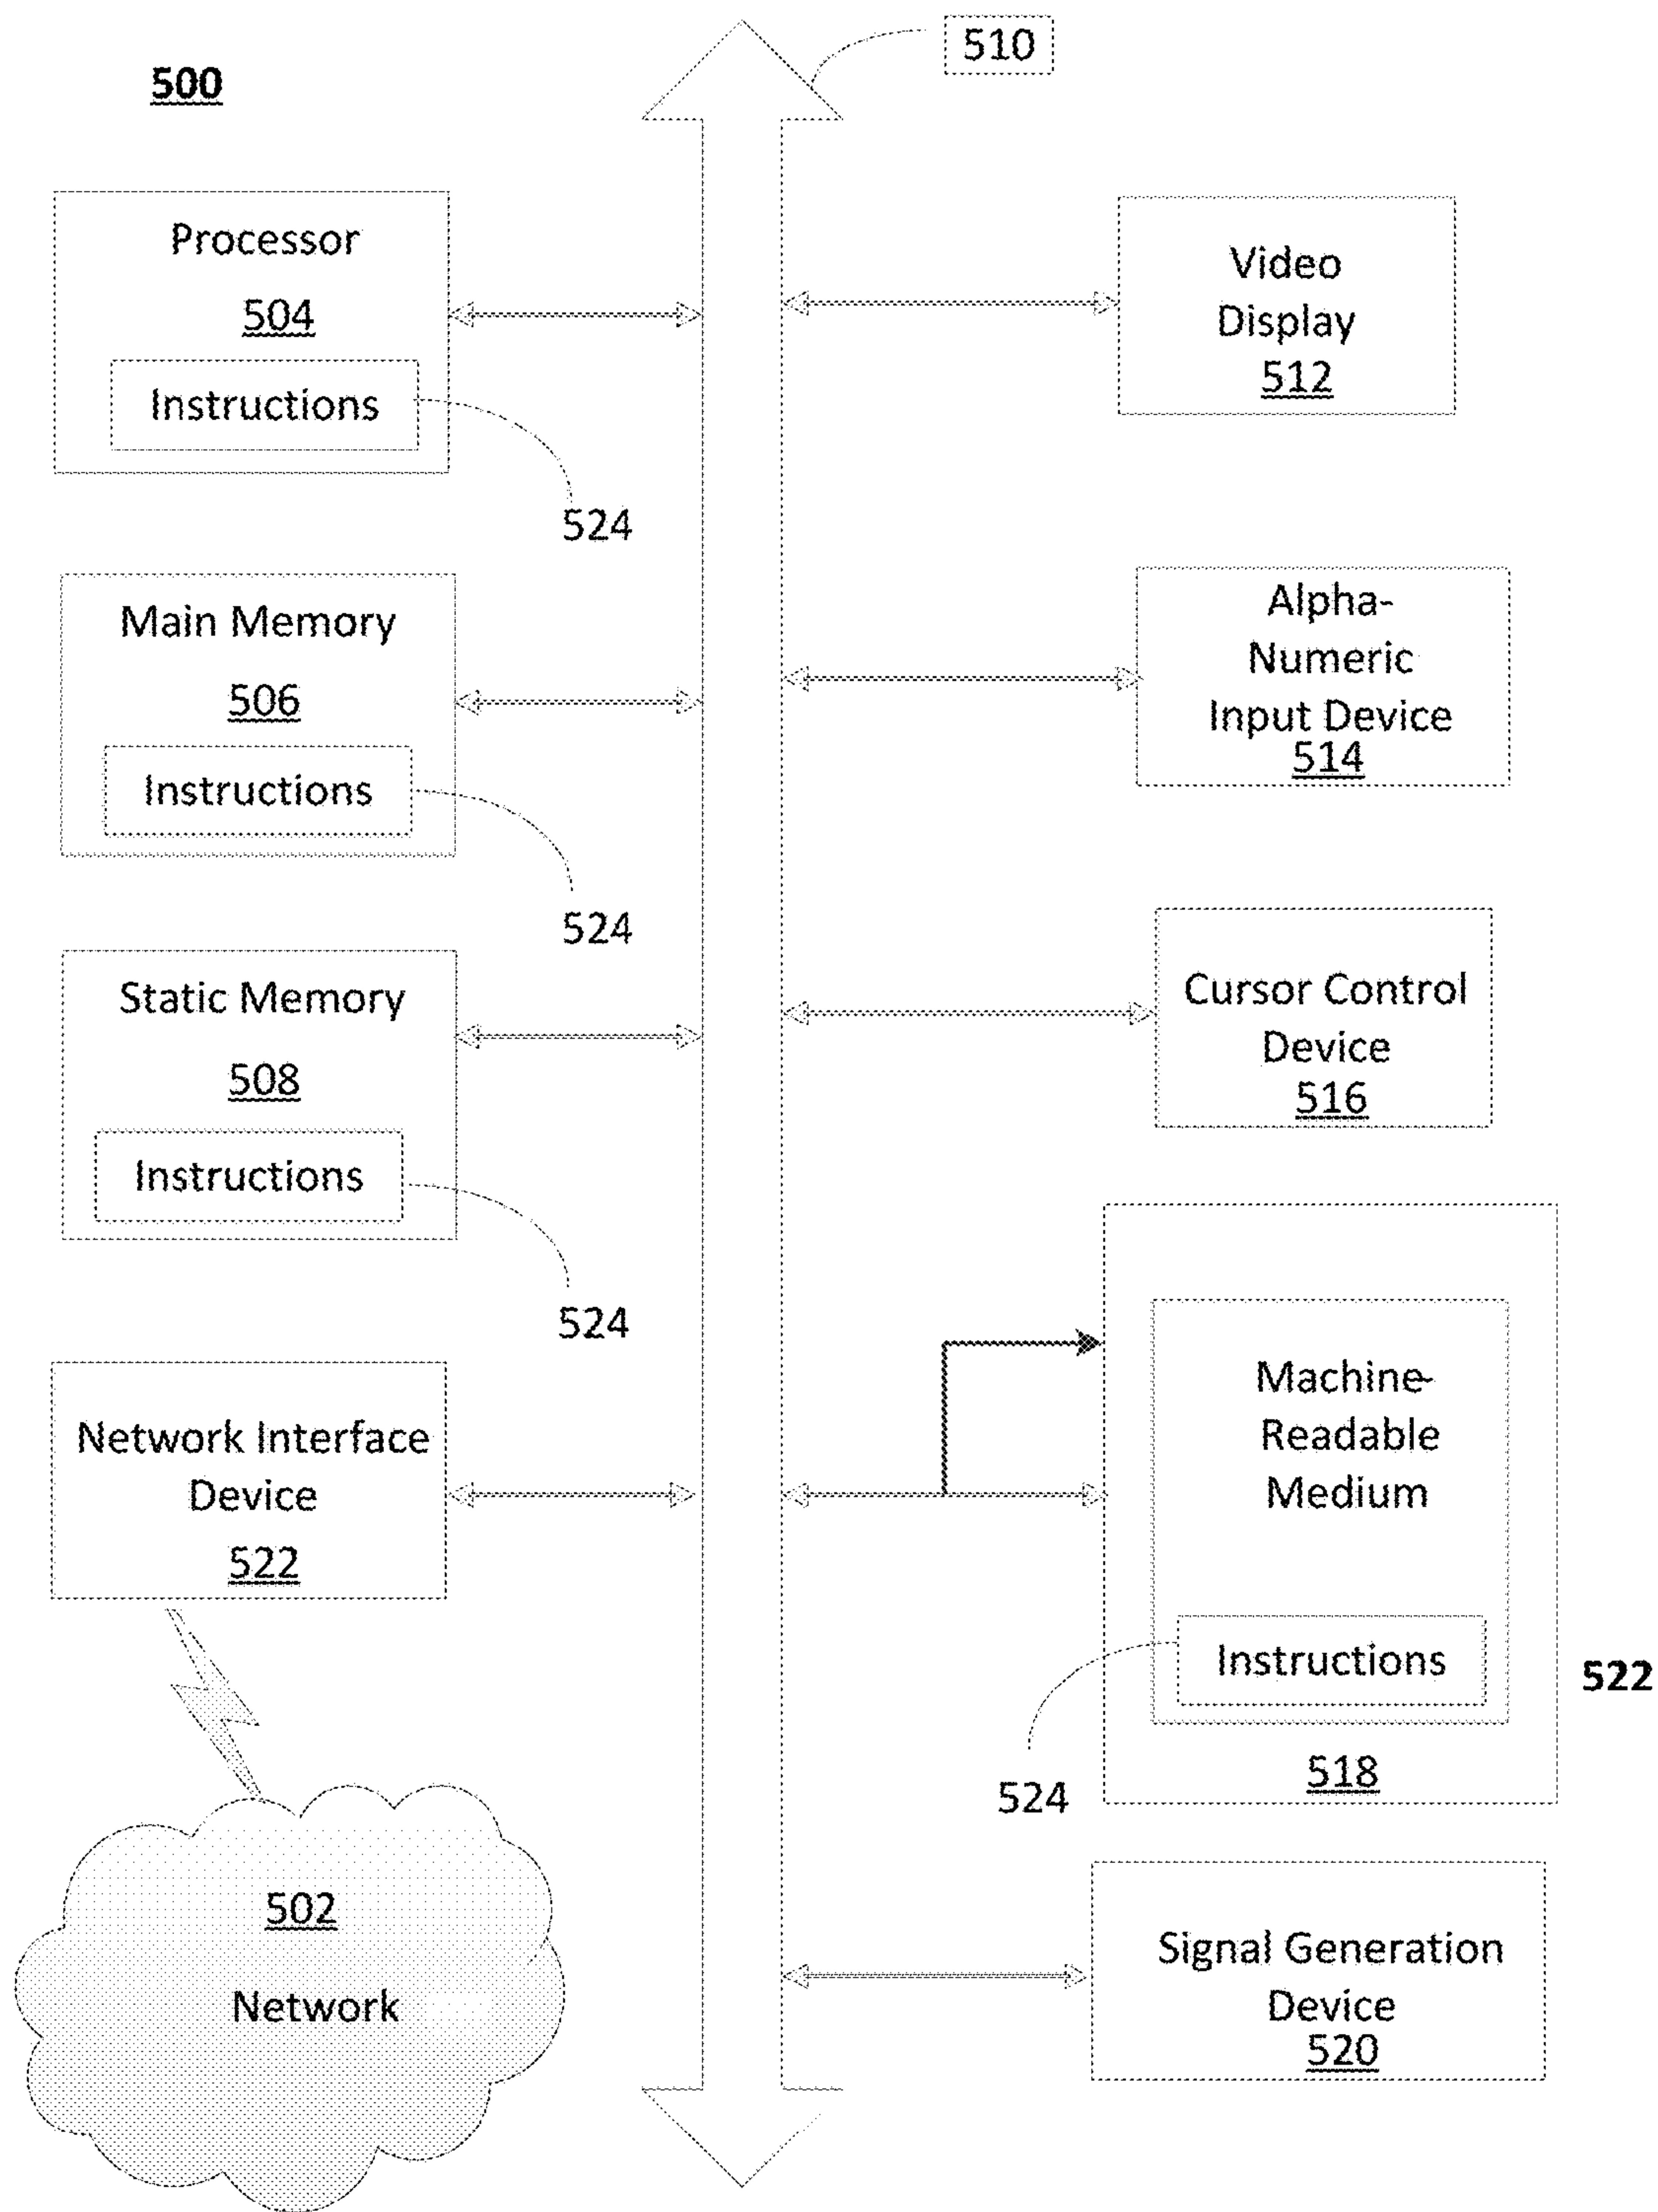 510
500
Processor
504
Instructions
524
Main Memory
506
Instructions
524
Static Memory
508
Instructions
524
Network Interface
Device
522
502
Network
Video
Display
512
Alpha-
Numeric
Input Device
514
Cursor Control
Device
516
Machine-
Readable
Medium
Instructions
522
518
524
Signal Generation
Device
520